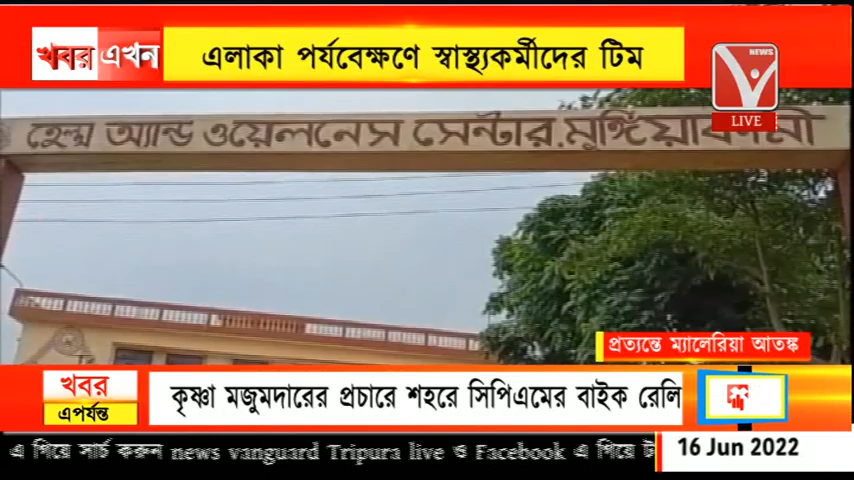 খবর এখন
এলাকা পর্যবেক্ষণে স্বাস্থ্যকর্মীদের টিম
NEWS
V
LIVE
হেল্থ অ্যান্ড ওয়েলনেস সেন্টার,মুঙ্গিয়াকামী
প্রত্যন্তে ম্যালেরিয়া আতঙ্ক
খবর
এপর্যন্ত
কৃষ্ণা মজুমদারের প্রচারে শহরে সিপিএমের বাইক রেলি
এ গিয়ে সার্চ করুন news vanguard Tripura live ও Facebook এ গিয়ে
16 Jun 2022